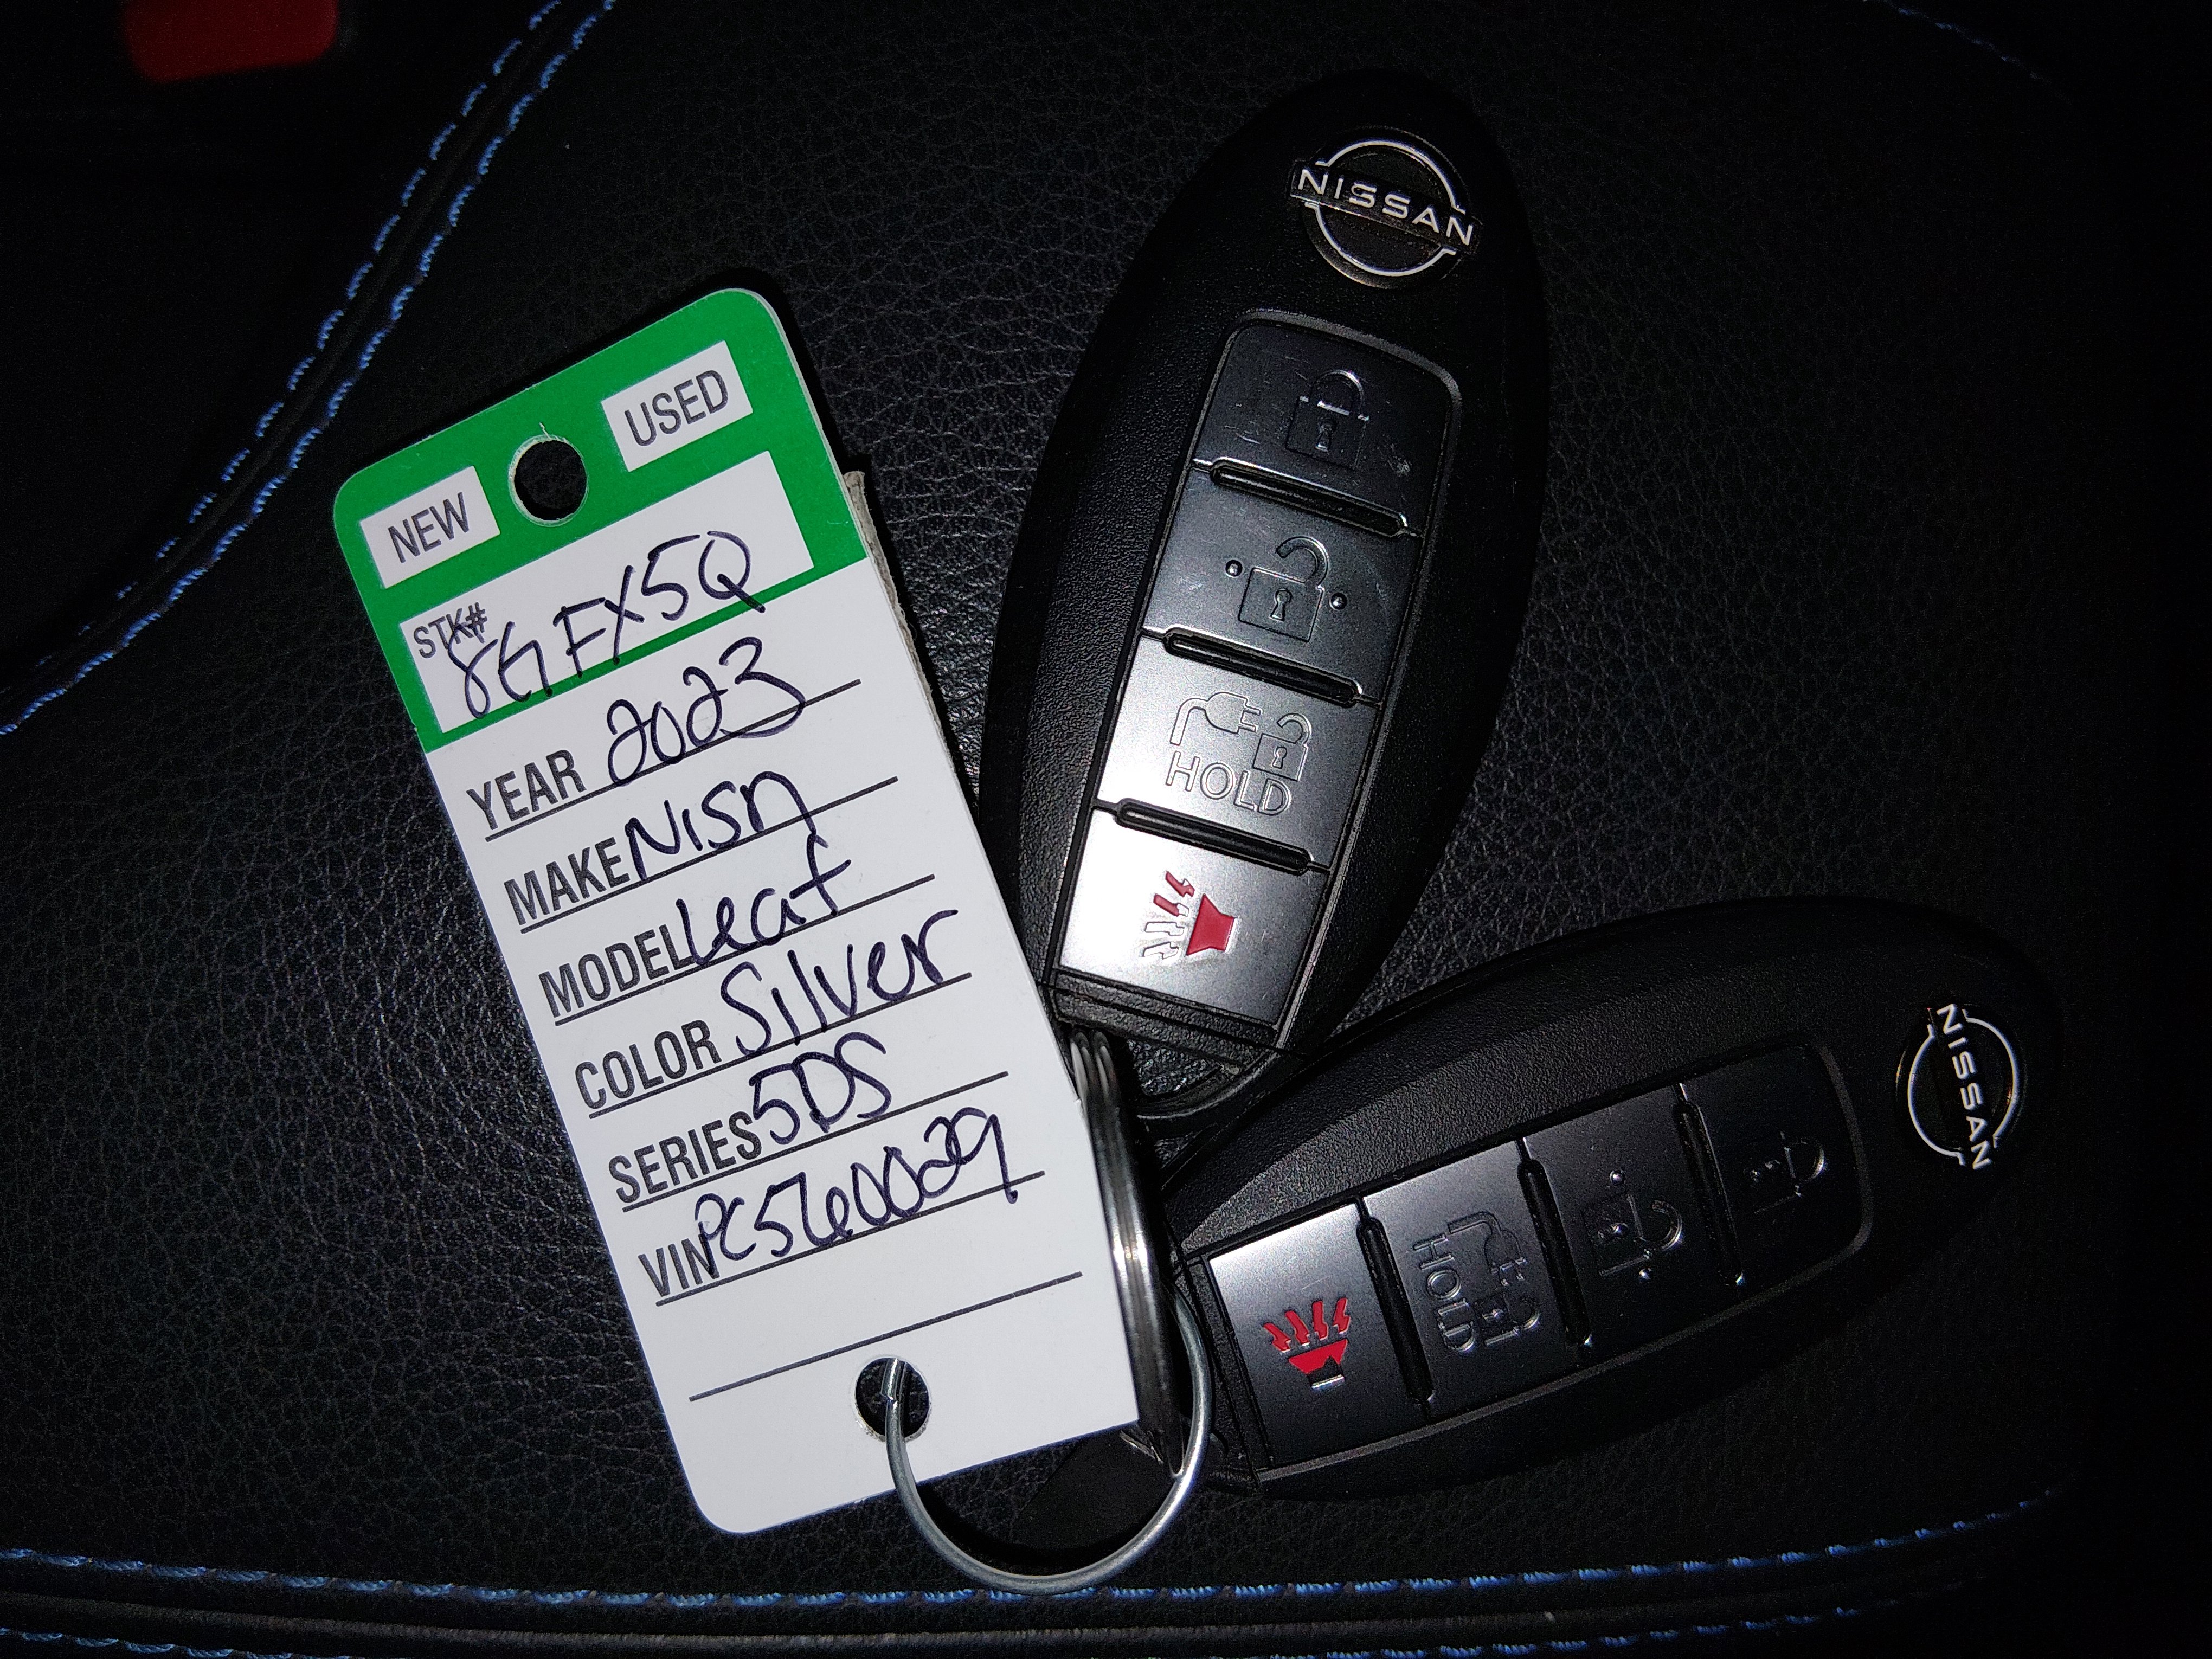 NEW
USED
STK#
8GFX5Q
YEAR 2023
MAKE Nisn
MODEL Leaf
COLOR Silver
SERIES 5DS
VIN PC560029
NISSAN
HOLD
NISSAN
HOLD